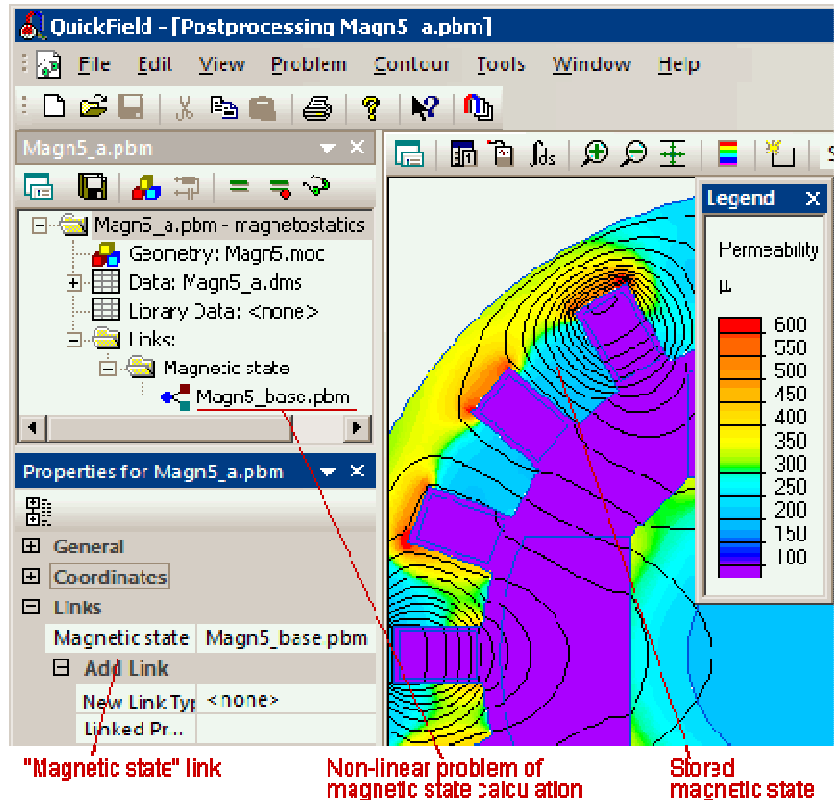 QuickField - [Postprocessing Magn5_a.pbm]
File Edit View Problem Contour Tools Window Help
Magn5_a.pbm
Magn5_a.pbm - magnetostatics
Geometry: Magn5.mod
Data: Magn5_a.dms
Library Data: <none>
Links:
Magnetic state
Magn5_base.pbm
∫ds
S
Legend
Permeability
μ
600
550
500
450
400
350
300
250
200
150
100
Properties for Magn5_a.pbm
General
Coordinates
Links
Magnetic state Magn5_base pbm
Add Link
New Link Typ <none>
Linked Pr...
"Magnetic state" link
Non-linear problem of
magnetic state calculation
Stored
magnetic state